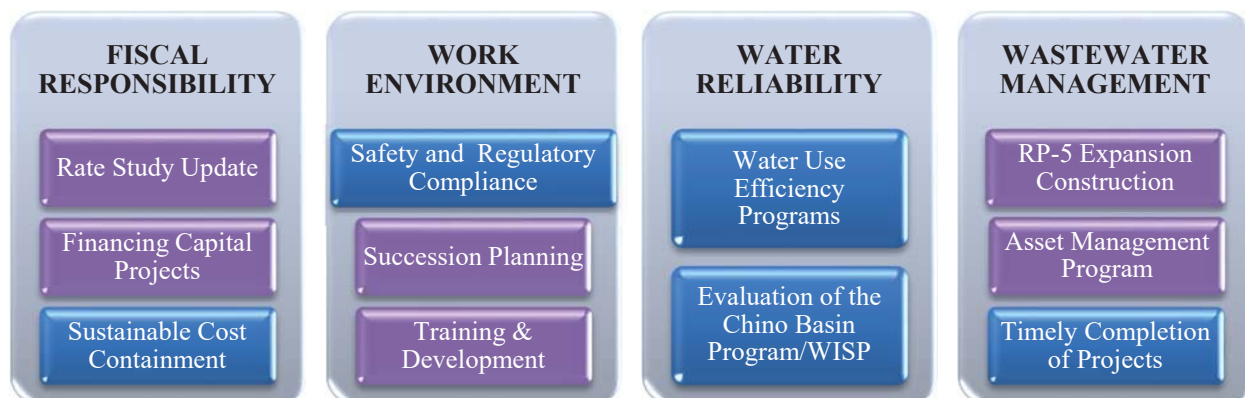 FISCAL
RESPONSIBILITY
Rate Study Update
Financing Capital
Projects
Sustainable Cost
Containment
WORK
ENVIRONMENT
Safety and Regulatory
Compliance
Succession Planning
Training &
Development
WATER
RELIABILITY
Water Use
Efficiency
Programs
Evaluation of the
Chino Basin
Program/WISP
WASTEWATER
MANAGEMENT
RP-5 Expansion
Construction
Asset Management
Program
Timely Completion
of Projects